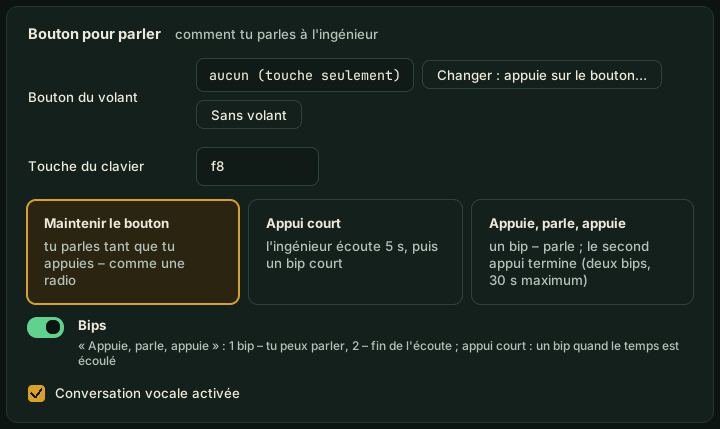 Bouton pour parler comment tu parles à l'ingénieur
Bouton du volant
aucun (touche seulement)
Changer : appuie sur le bouton...
Sans volant
Touche du clavier
f8
Maintenir le bouton
tu parles tant que tu
appuies – comme une
radio
Appui court
l'ingénieur écoute 5 s, puis
un bip court
Appuie, parle, appuie
un bip – parle ; le second
appui termine (deux bips,
30 s maximum)
Bips
« Appuie, parle, appuie » : 1 bip – tu peux parler, 2 – fin de l'écoute ; appui court : un bip quand le temps est
écoulé
Conversation vocale activée